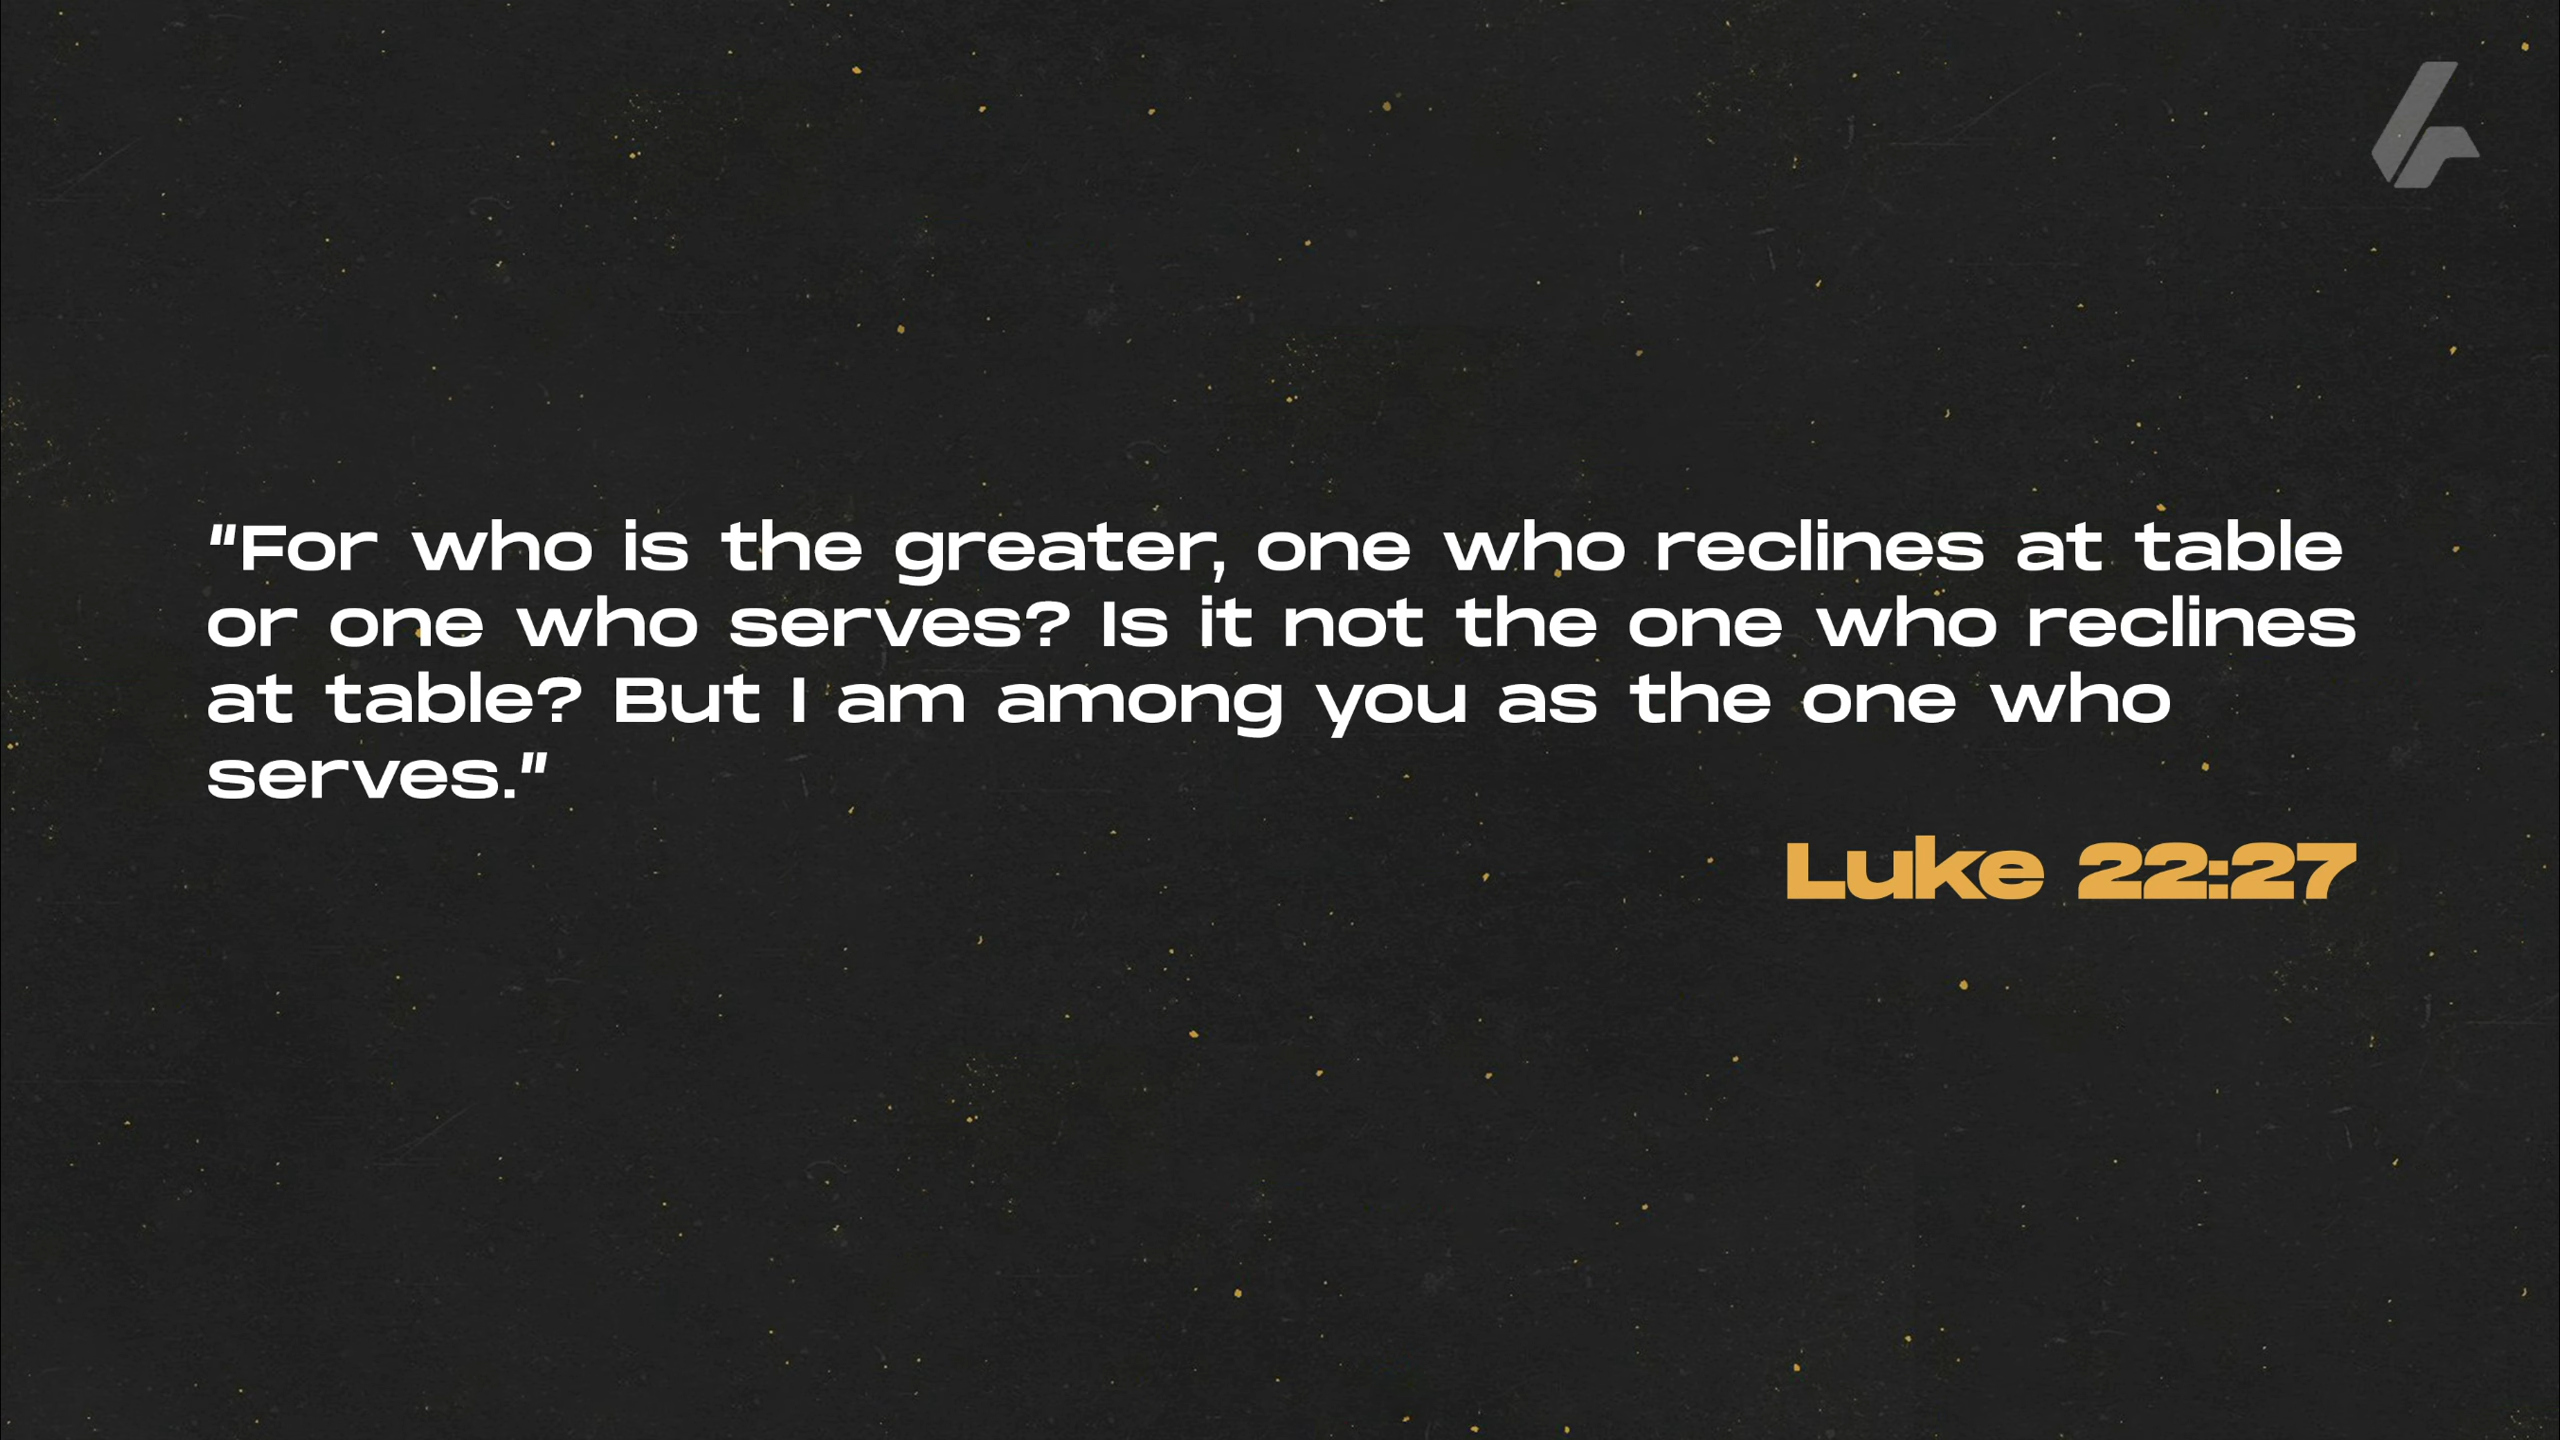 "For who is the greater, one who reclines at table
or one who serves? Is it not the one who reclines
at table? But I am among you as the one who
serves."
Luke 22:27